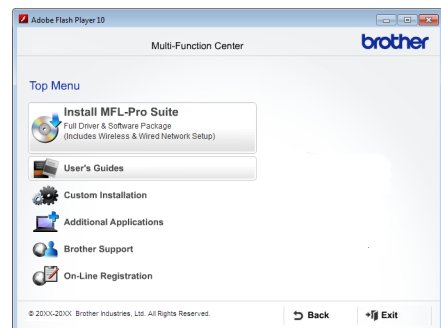 Adobe Flash Player 10
Multi-Function Center
brother
Top Menu
Install MFL-Pro Suite
Full Driver & Software Package
(Includes Wireless & Wired Network Setup)
User's Guides
Custom Installation
Additional Applications
Brother Support
On-Line Registration
© 20XX-20XX Brother Industries, Ltd. All Rights Reserved.
Back
Exit